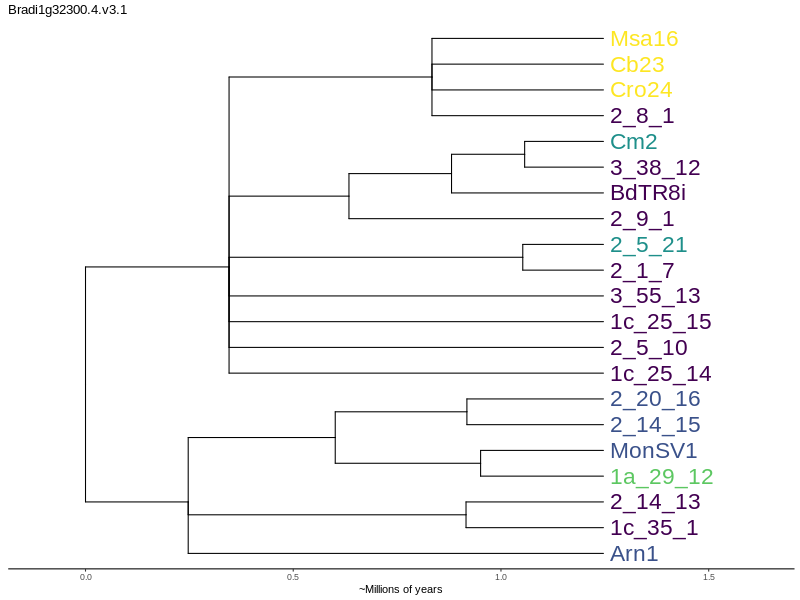 Bradi1g32300.4.v3.1
Msa16
Cb23
Cro24
2_8_1
Cm2
3_38_12
BdTR8i
2_9_1
2_5_21
2_1_7
3_55_13
1c_25_15
2_5_10
1c_25_14
2_20_16
2_14_15
MonSV1
1a_29_12
2_14_13
1c_35_1
Arn1
0.0 0.5 1.0 1.5
~Millions of years